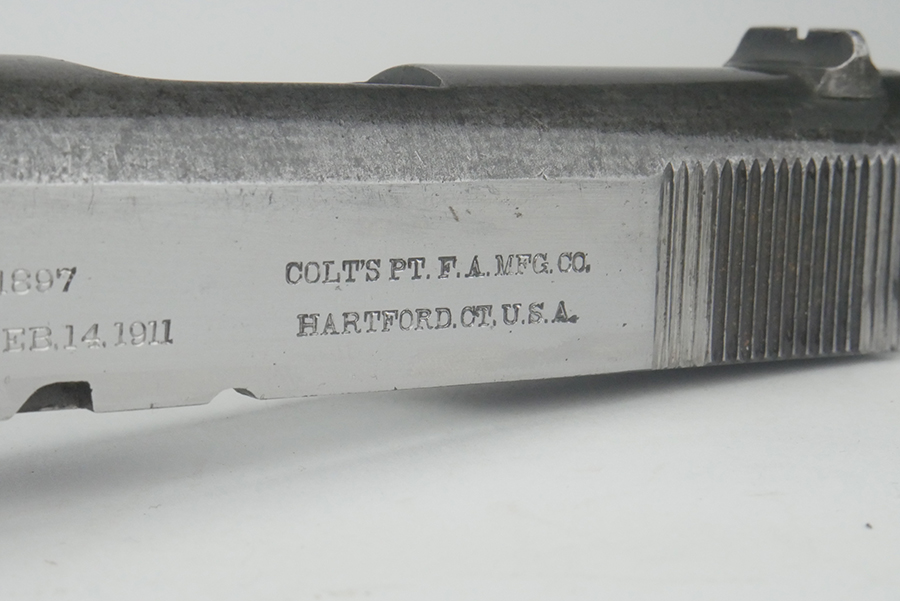 1897
EB.14.1911
COLT'S PT. F. A. MFG. CO.
HARTFORD. CT. U. S. A.